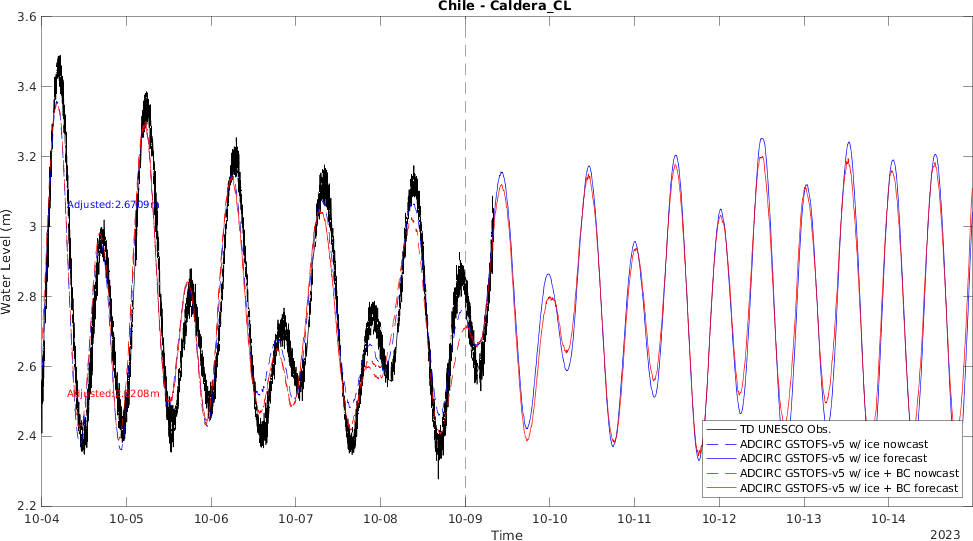 Chile - Caldera_CL
Water Level (m)
3.6
3.4
3.2
3
2.8
2.6
2.4
2.2
Adjusted:2.6709m
TD UNESCO Obs.
ADCIRC GSTOFS-v5 w/ ice nowcast
ADCIRC GSTOFS-v5 w/ ice forecast
ADCIRC GSTOFS-v5 w/ ice + BC nowcast
ADCIRC GSTOFS-v5 w/ ice + BC forecast
10-04 10-05 10-06 10-07 10-08 10-09 10-10 10-11 10-12 10-13 10-14
Time
2023